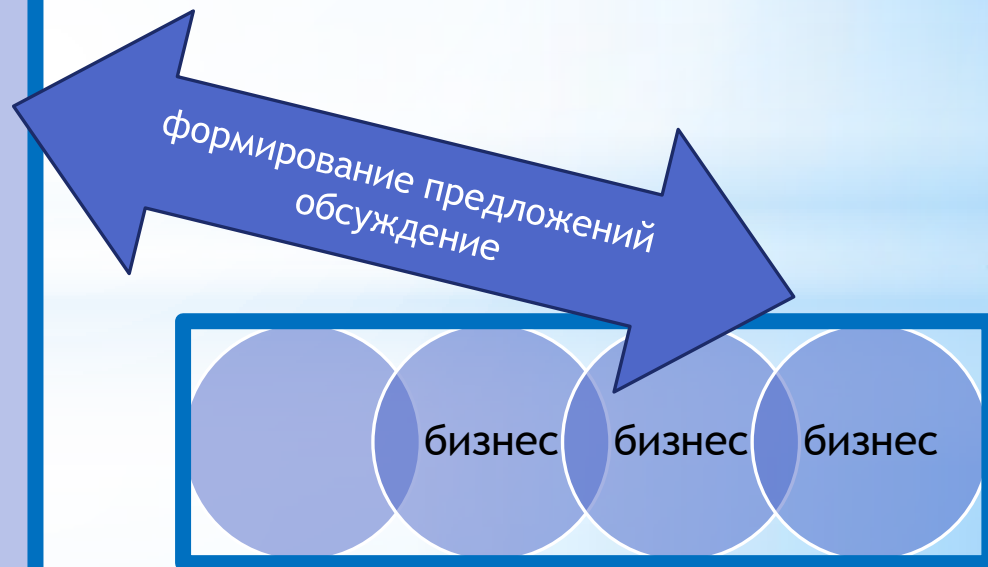 формирование предложений
обсуждение
бизнес бизнес бизнес